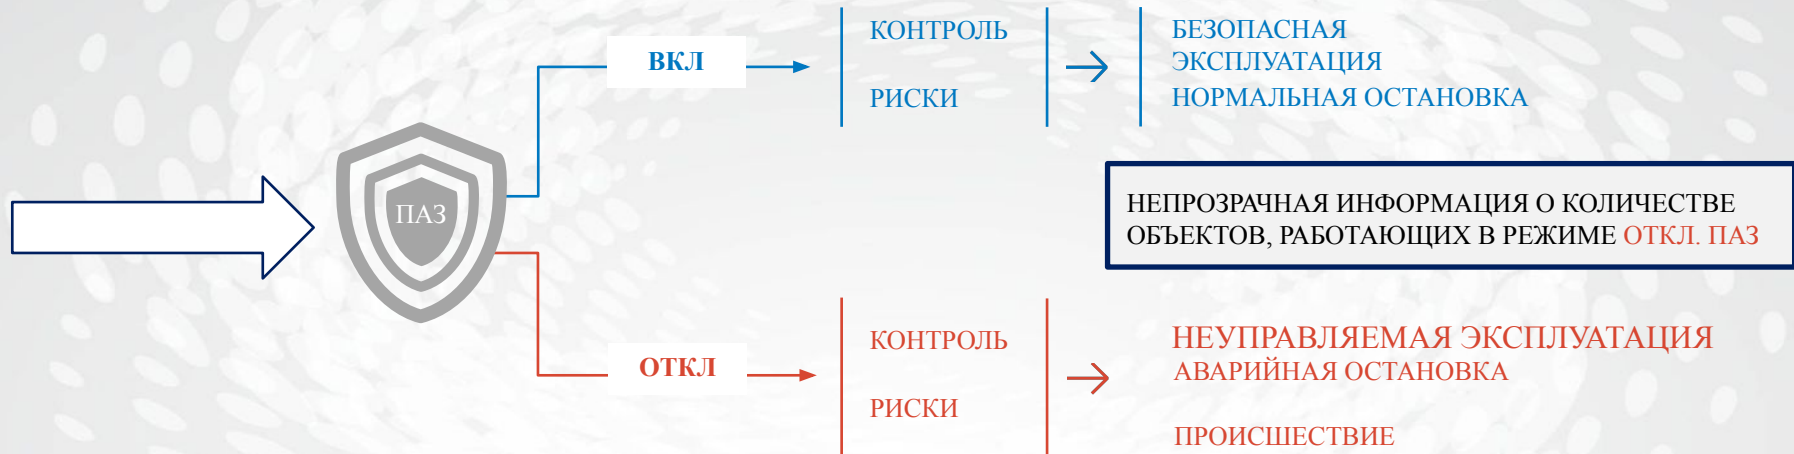 ПАЗ
ВКЛ
КОНТРОЛЬ
РИСКИ
БЕЗОПАСНАЯ
ЭКСПЛУАТАЦИЯ
НОРМАЛЬНАЯ ОСТАНОВКА
НЕПРОЗРАЧНАЯ ИНФОРМАЦИЯ О КОЛИЧЕСТВЕ
ОБЪЕКТОВ, РАБОТАЮЩИХ В РЕЖИМЕ ОТКЛ. ПАЗ
ОТКЛ
КОНТРОЛЬ
РИСКИ
НЕУПРАВЛЯЕМАЯ ЭКСПЛУАТАЦИЯ
АВАРИЙНАЯ ОСТАНОВКА
ПРОИСШЕСТВИЕ